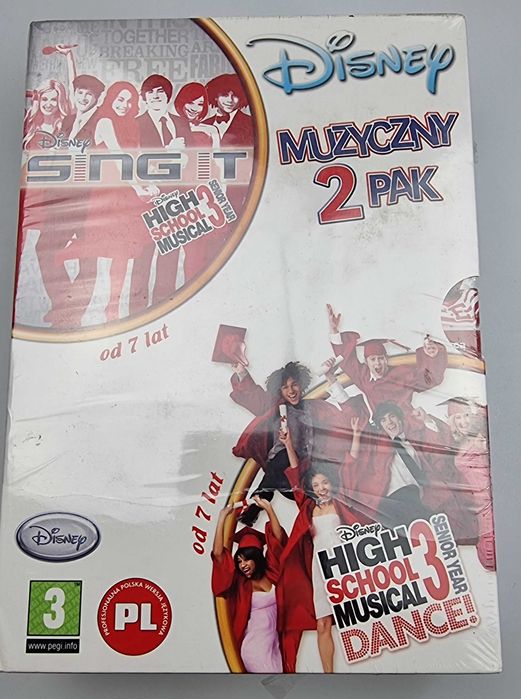 TOGETHER
BREAKING
FREE
DISNEY
SING IT
DISNEY
HIGH
SCHOOL
MUSICAL 3
SENIOR YEAR
od 7 lat
DISNEY
MUZYCZNY
2 PAK
od 7 lat
DISNEY
HIGH
SCHOOL
MUSICAL 3
SENIOR YEAR
DANCE!
DISNEY
3
www.pegi.info
PROFESJONALNA POLSKA WERSJA JĘZYKOWA
PL